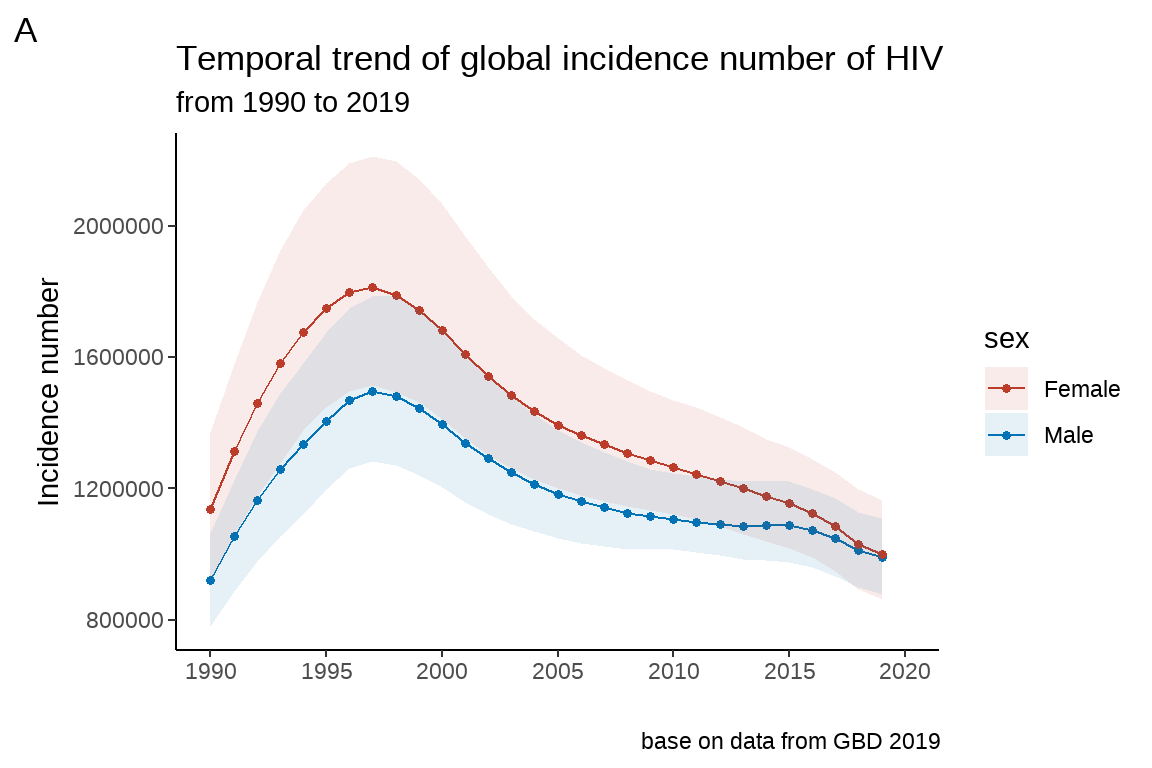 A
Temporal trend of global incidence number of HIV
from 1990 to 2019
Incidence number
2000000
1600000
1200000
800000
1990 1995 2000 2005 2010 2015 2020
sex
Female
Male
base on data from GBD 2019